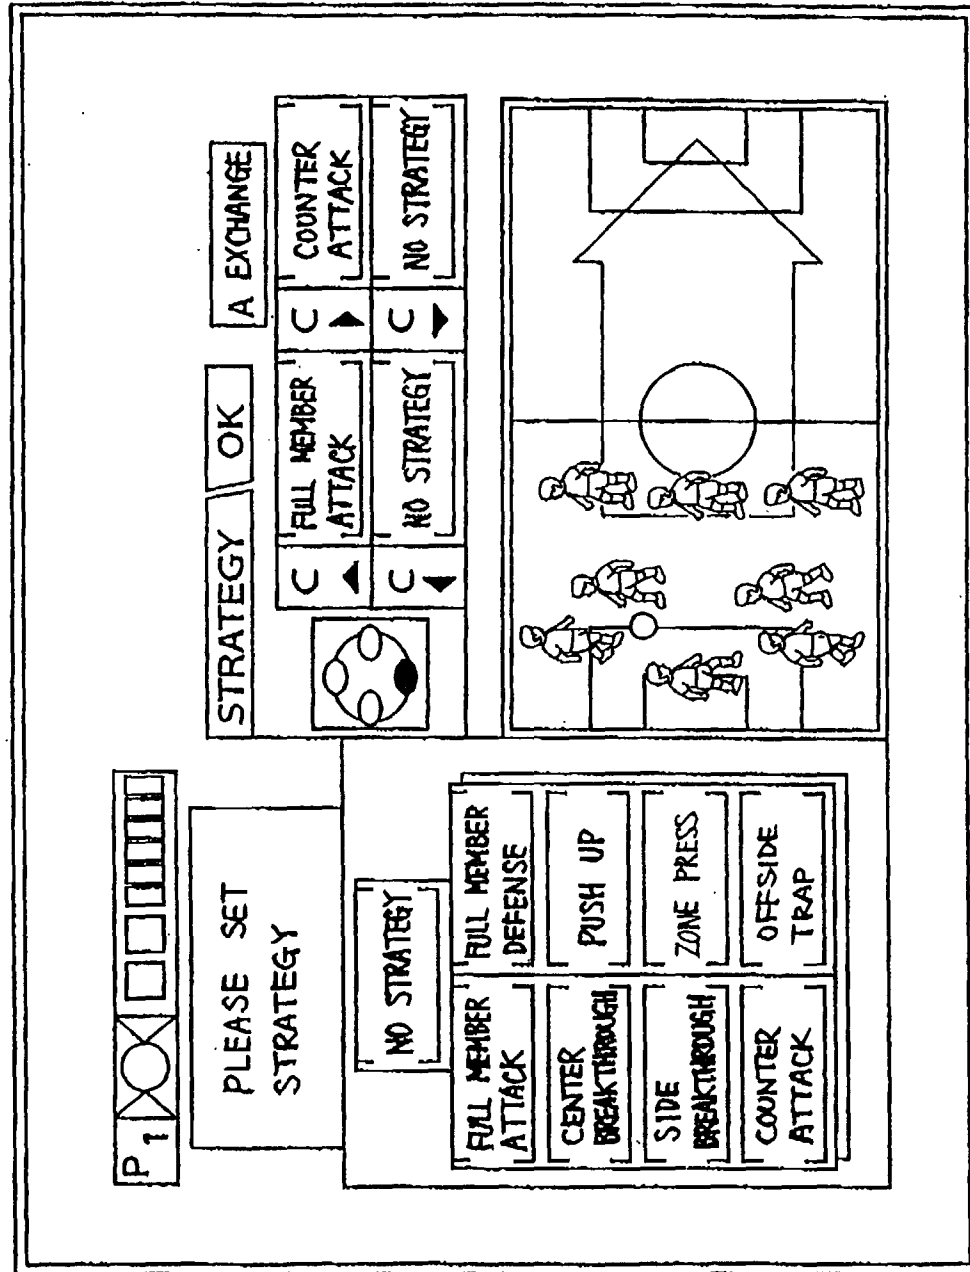 P1
PLEASE SET
STRATEGY
NO STRATEGY
FULL MEMBER
ATTACK
FULL MEMBER
DEFENSE
CENTER
BREAKTHROUGH
PUSH UP
SIDE
BREAKTHROUGH
ZONE PRESS
COUNTER
ATTACK
OFFSIDE
TRAP
STRATEGY
OK
A EXCHANGE
C
FULL MEMBER
ATTACK
C
COUNTER
ATTACK
C
NO STRATEGY
C
NO STRATEGY